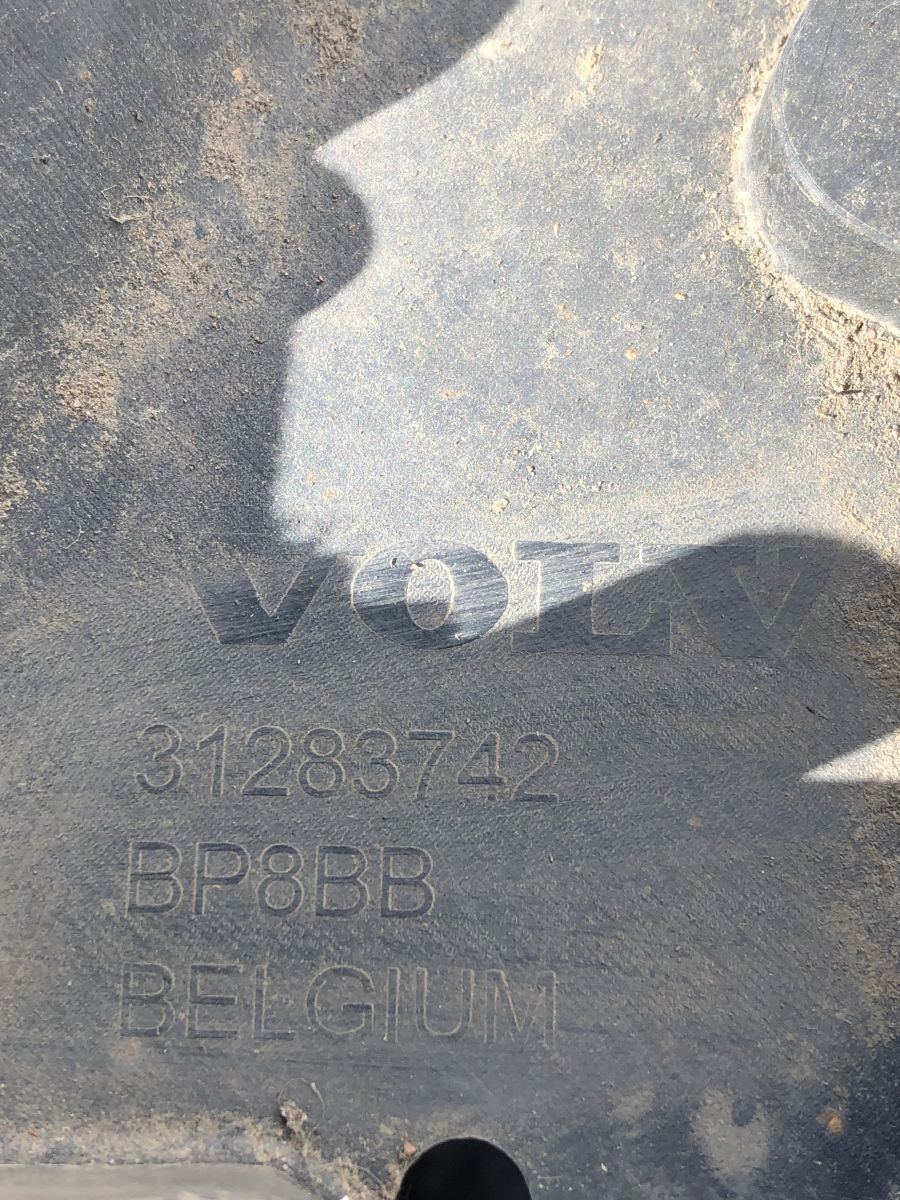 VOLV
31283742
BP8BB
BELGIUM